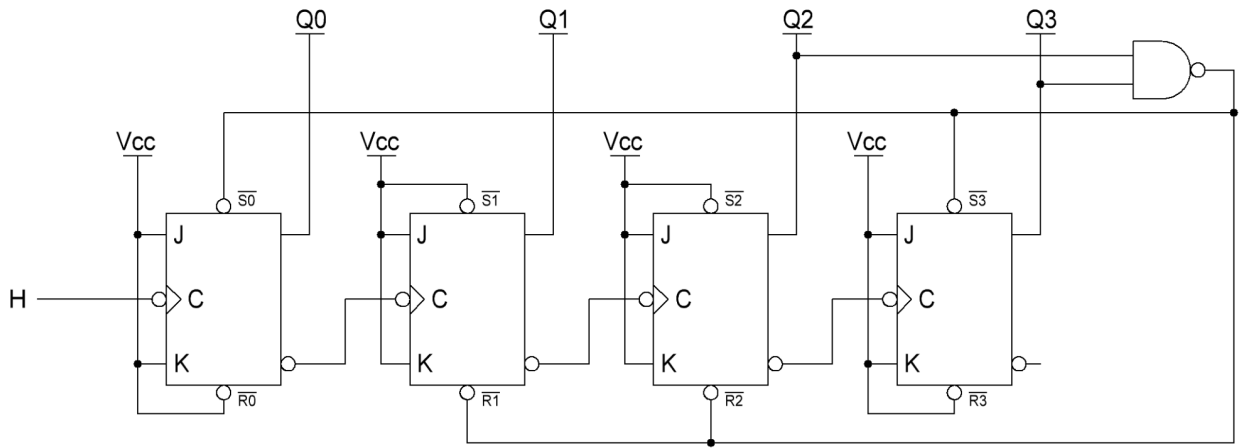 Q0 Q1 Q2 Q3
Vcc Vcc Vcc Vcc
S0 S1 S2 S3
J J J J
H C C C C
K K K K
R0 R1 R2 R3